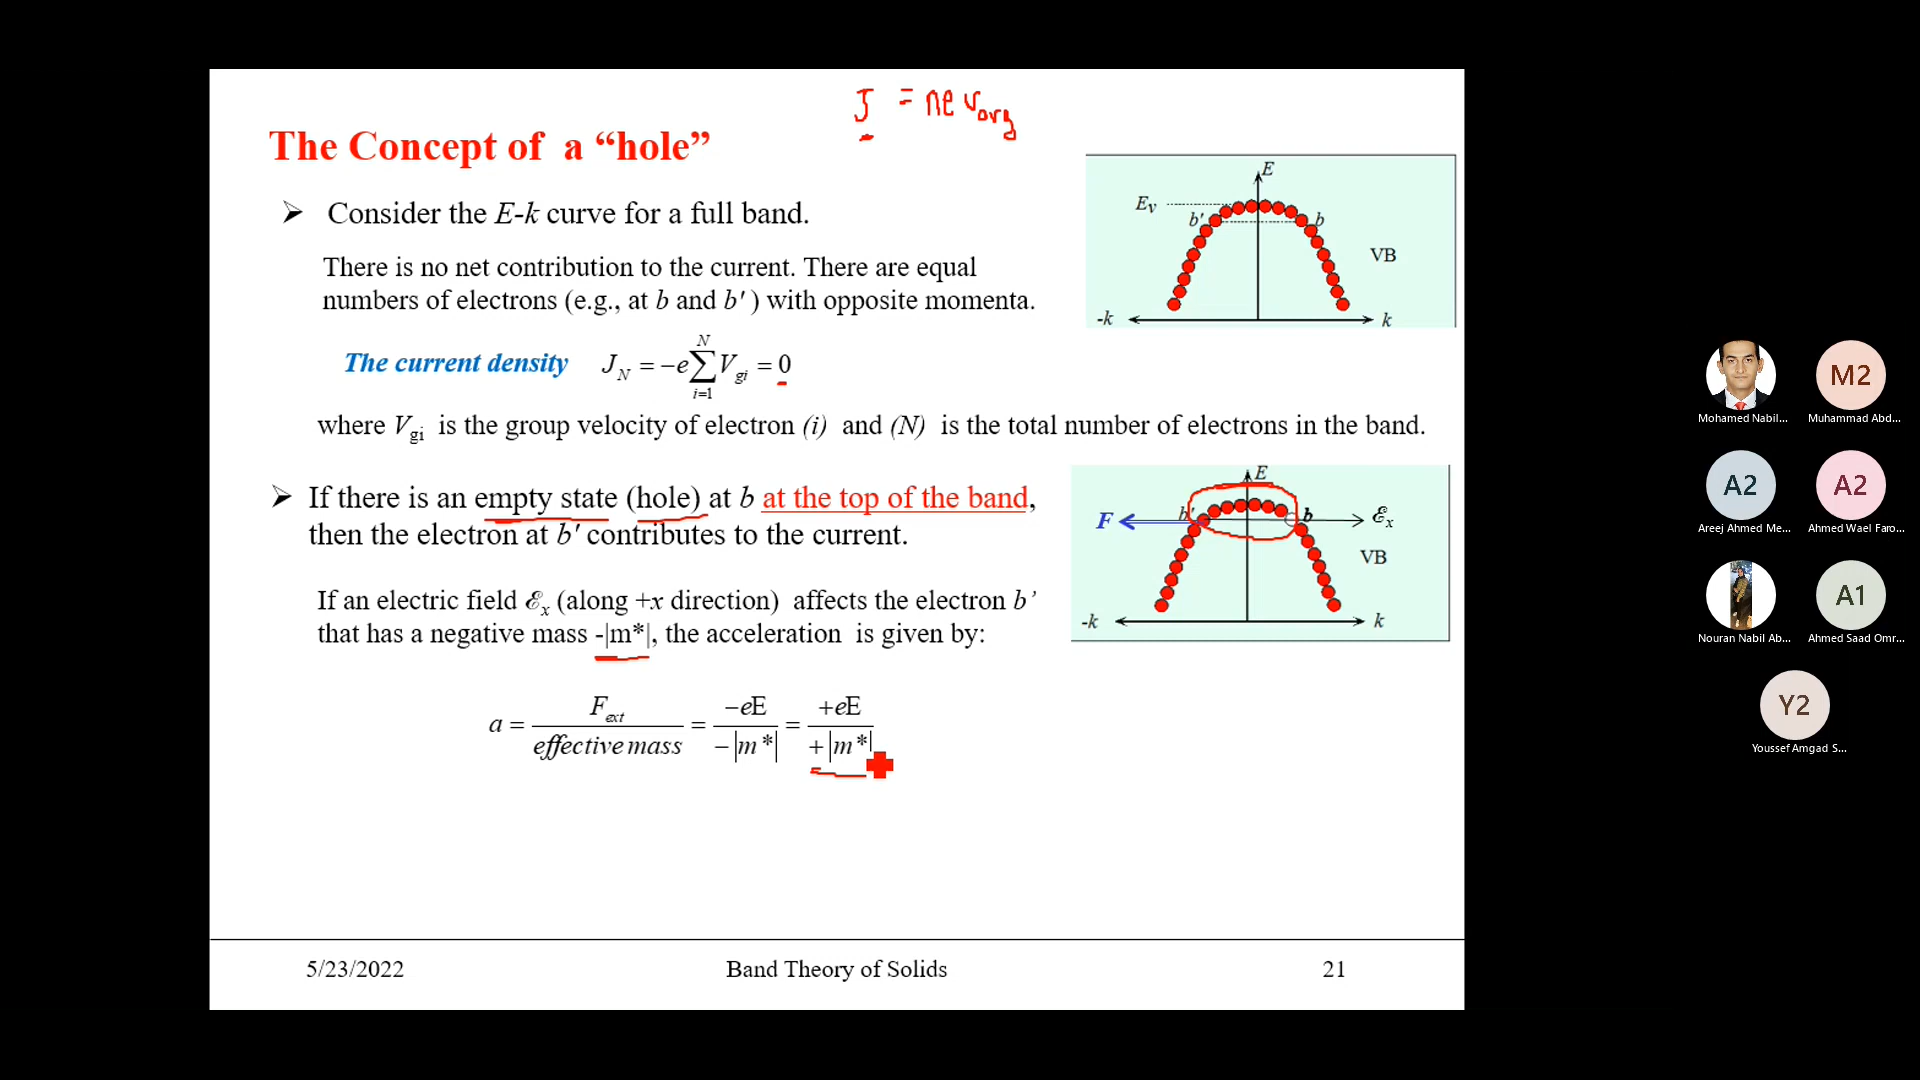 J = ne vavg
The Concept of a “hole”
➢ Consider the E-k curve for a full band.
There is no net contribution to the current. There are equal
numbers of electrons (e.g., at b and b′ ) with opposite momenta.
The current density J_N = −e ∑_{i=1}^{N} V_{gi} = 0
where V_{gi} is the group velocity of electron (i) and (N) is the total number of electrons in the band.
E
E_v
b′
b
VB
-k
k
➢ If there is an empty state (hole) at b at the top of the band,
then the electron at b′ contributes to the current.
If an electric field ℰ_x (along +x direction) affects the electron b’
that has a negative mass -|m*|, the acceleration is given by:
a = F_{ext} / effective mass = −eE / −|m*| = +eE / +|m*|
E
F
b′
b
ℰ_x
VB
-k
k
5/23/2022
Band Theory of Solids
21
Mohamed Nabil...
M2
Muhammad Abd...
A2
Areej Ahmed Me...
A2
Ahmed Wael Faro...
Nouran Nabil Ab...
A1
Ahmed Saad Omr...
Y2
Youssef Amgad S...